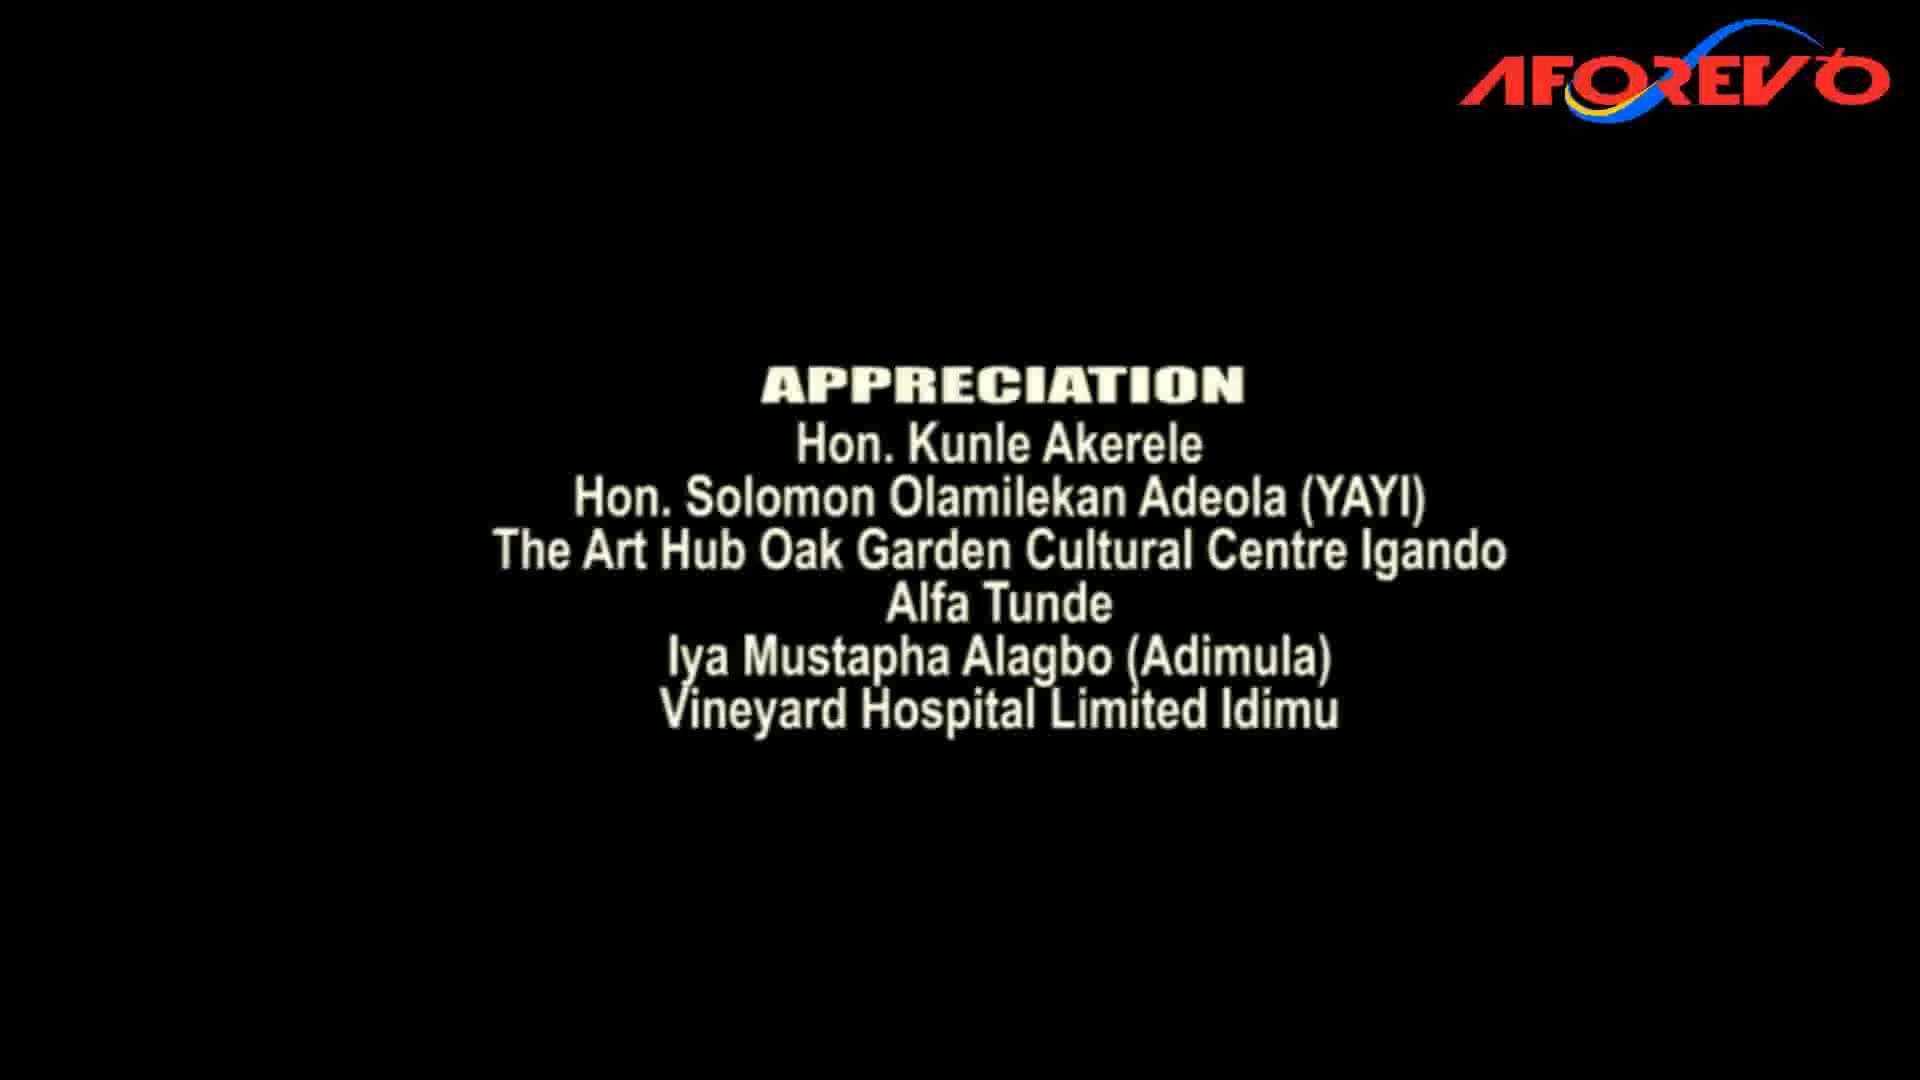 AFOREVO
APPRECIATION
Hon. Kunle Akerele
Hon. Solomon Olamilekan Adeola (YAYI)
The Art Hub Oak Garden Cultural Centre Igando
Alfa Tunde
Iya Mustapha Alagbo (Adimula)
Vineyard Hospital Limited Idimu